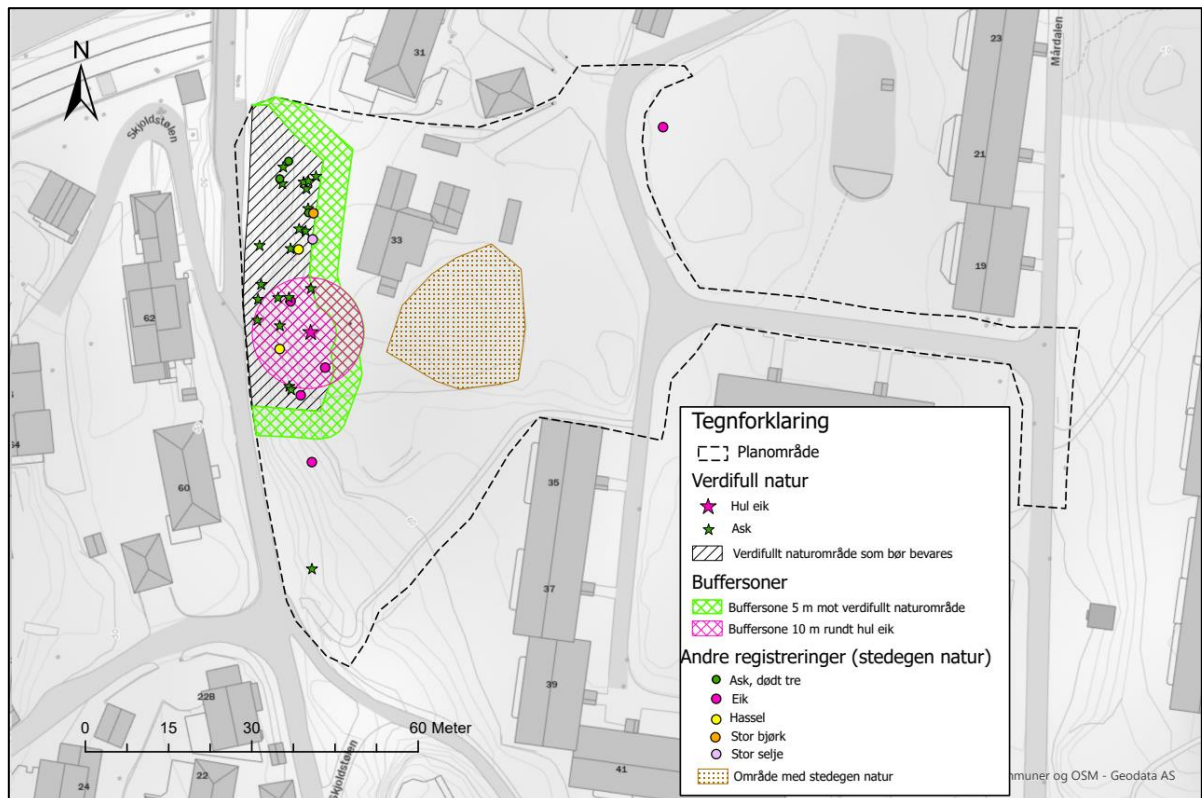 N
Skjoldstølen
31
23
Mårdalen
21
33
19
62
64
60
35
37
39
41
22B
22
24
Skjoldstølen
0 15 30 60 Meter
Tegnforklaring
Planområde
Verdifull natur
Hul eik
Ask
Verdifullt naturområde som bør bevares
Buffersoner
Buffersone 5 m mot verdifullt naturområde
Buffersone 10 m rundt hul eik
Andre registreringer (stedegen natur)
Ask, dødt tre
Eik
Hassel
Stor bjørk
Stor selje
Område med stedegen natur
og OSM - Geodata AS